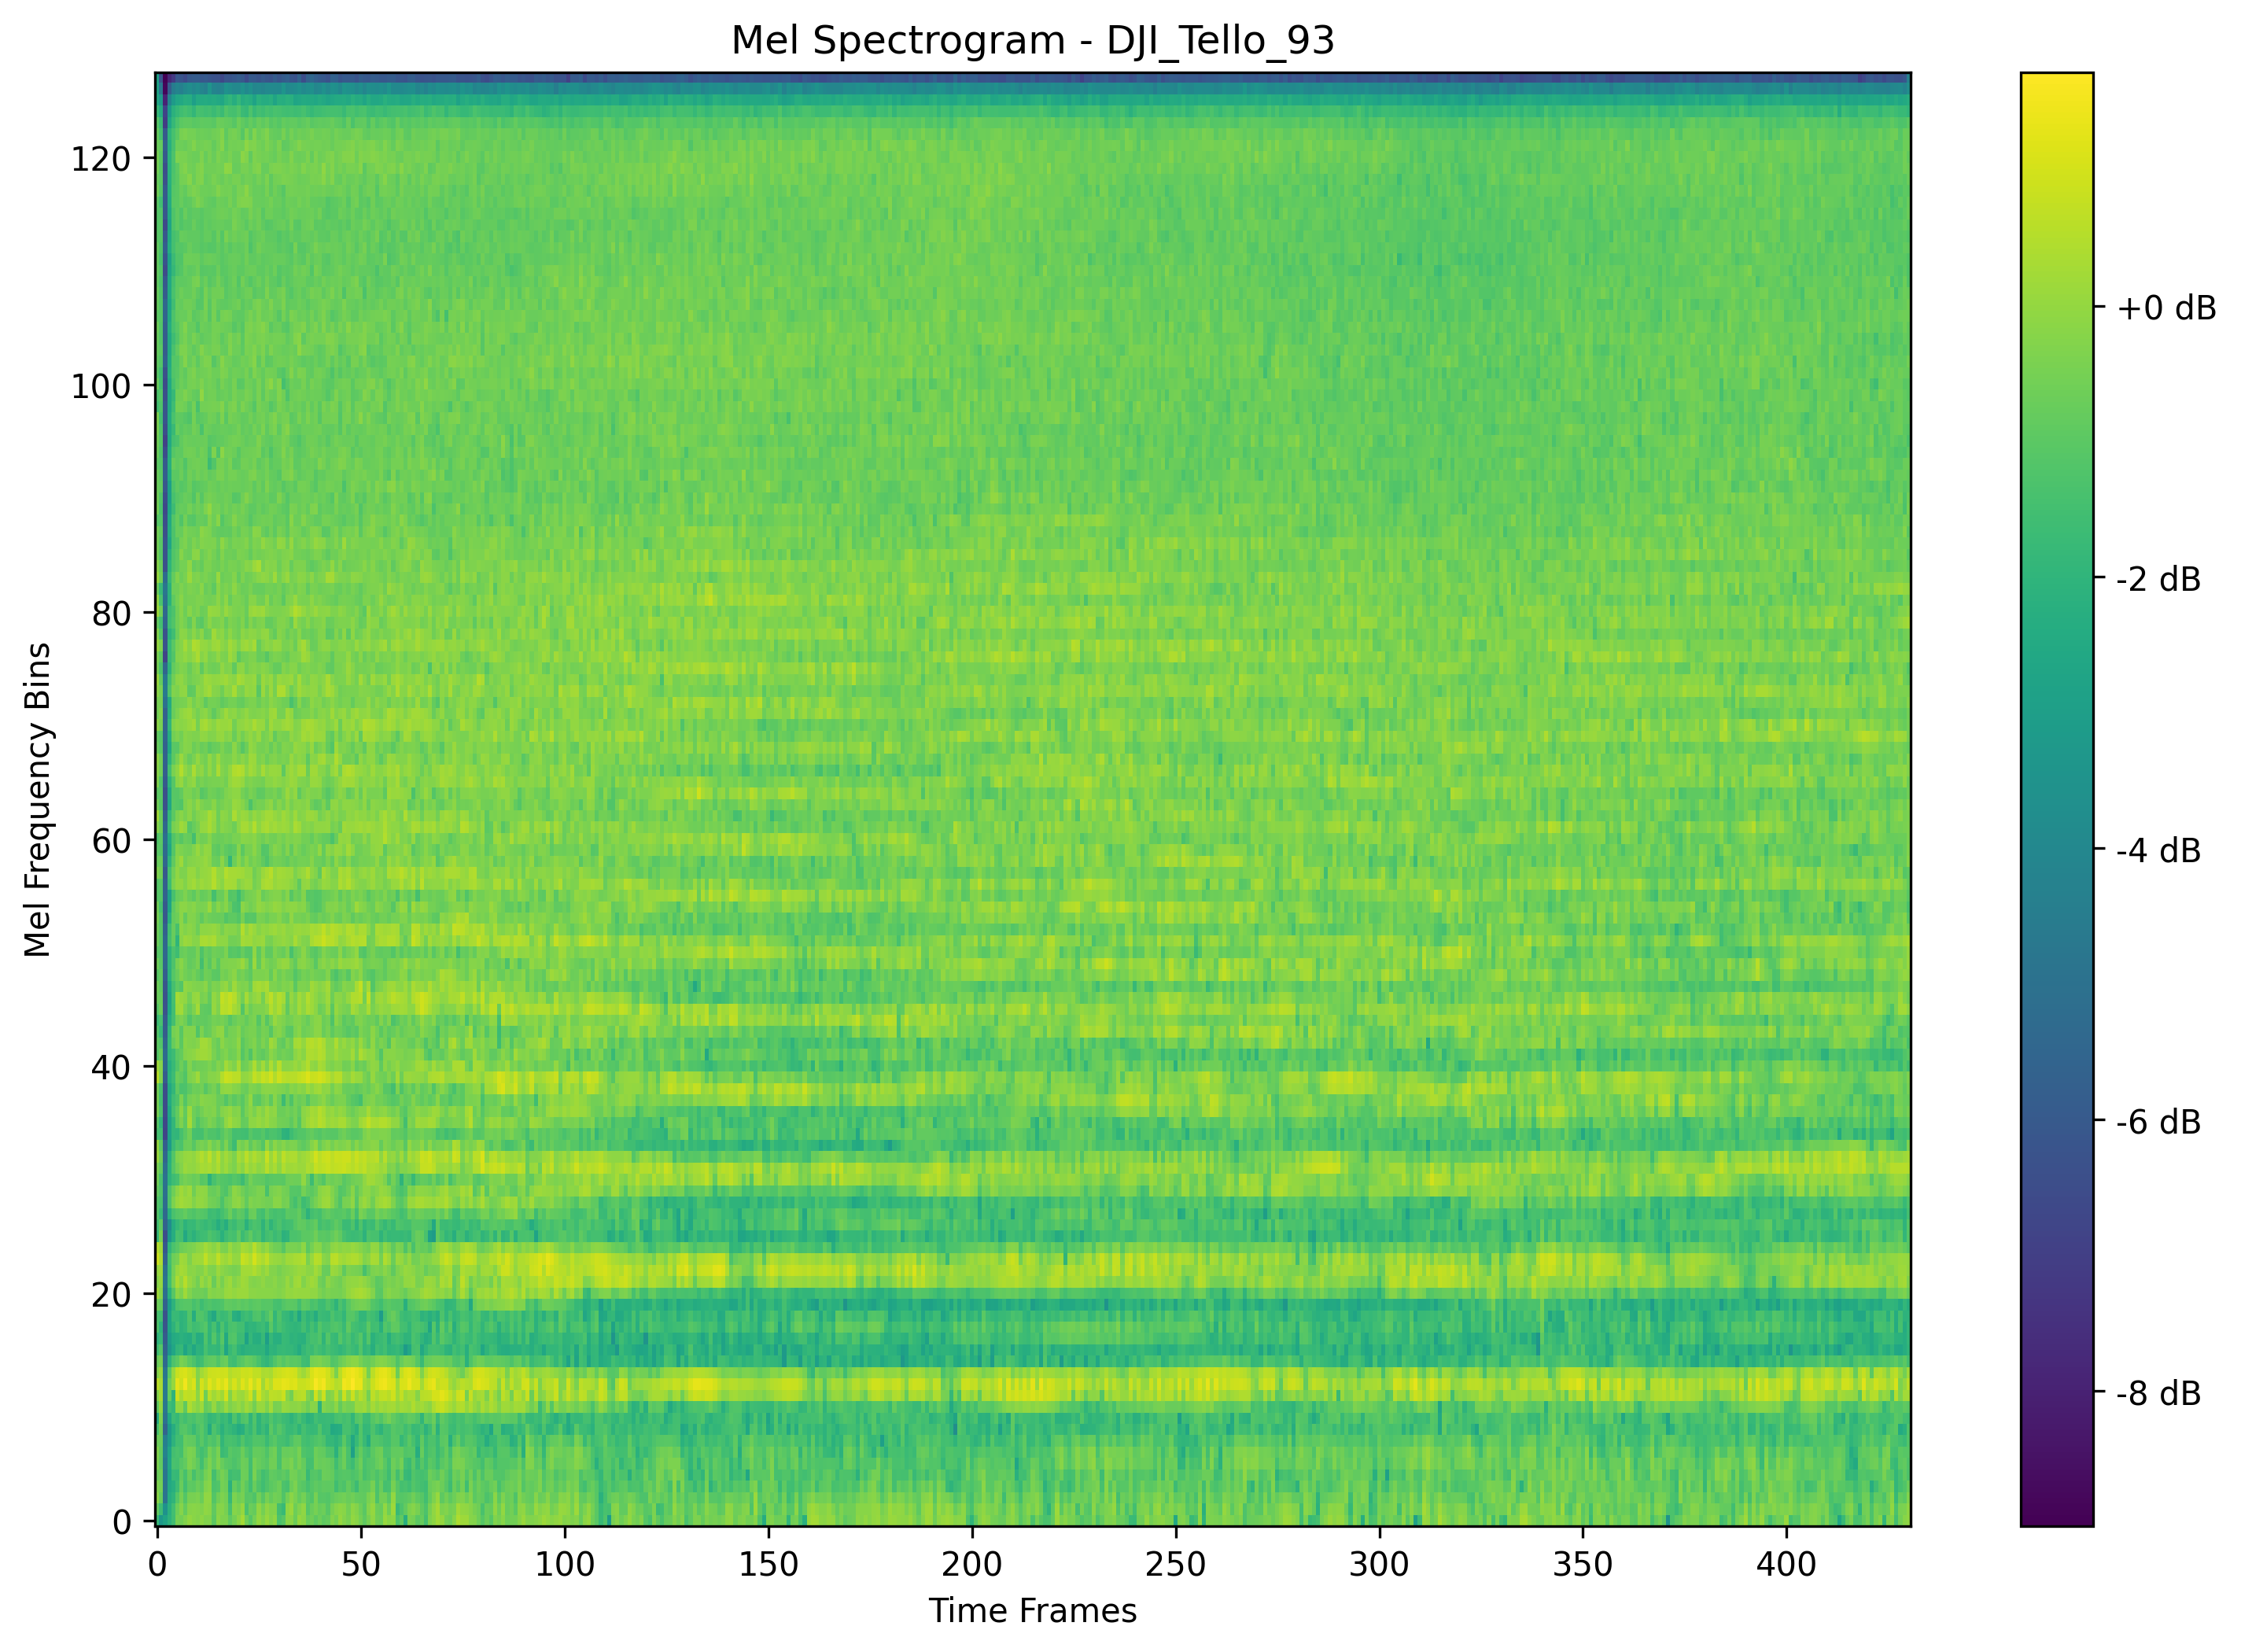 Mel Spectrogram - DJI_Tello_93
Mel Frequency Bins
120
100
80
60
40
20
0
0 50 100 150 200 250 300 350 400
Time Frames
+0 dB
-2 dB
-4 dB
-6 dB
-8 dB